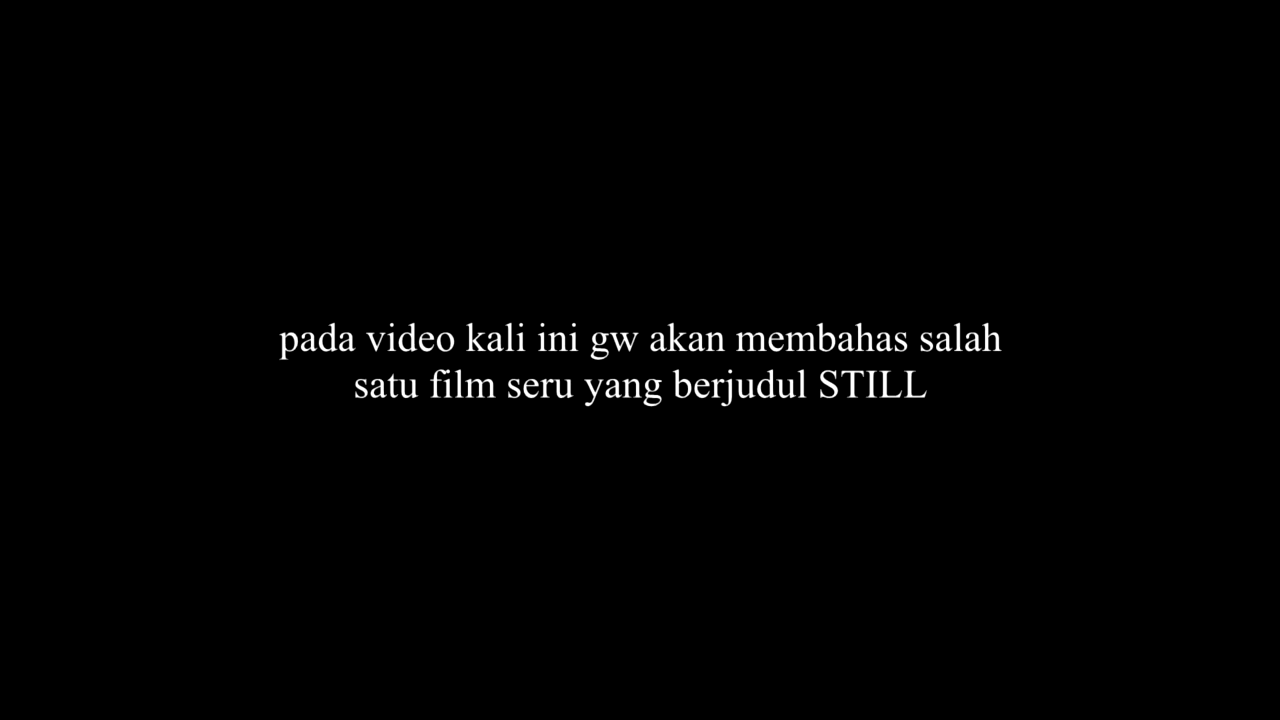 pada video kali ini gw akan membahas salah
satu film seru yang berjudul STILL